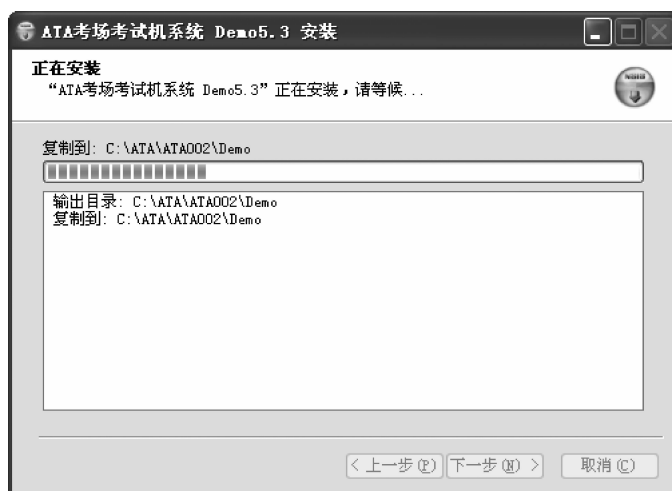 ATA考场考试机系统 Demo5.3 安装
正在安装
“ATA考场考试机系统 Demo5.3”正在安装,请等候...
复制到: C:\ATA\ATA002\Demo
输出目录: C:\ATA\ATA002\Demo
复制到: C:\ATA\ATA002\Demo
< 上一步(P) 下一步(N) > 取消(C)